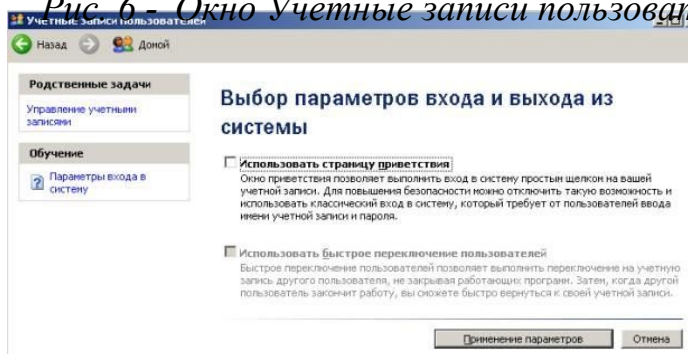 Рис. 6 - Окно Учетные записи пользоват
Учетные записи пользователей
Назад
Домой
Родственные задачи
Управление учетными
записями
Обучение
Параметры входа в
систему
Выбор параметров входа и выхода из
системы
Использовать страницу приветствия
Окно приветствия позволяет выполнить вход в систему простым щелчком на вашей
учетной записи. Для повышения безопасности можно отключить такую возможность и
использовать классический вход в систему, который требует от пользователей ввода
имени учетной записи и пароля.
Использовать быстрое переключение пользователей
Быстрое переключение пользователей позволяет выполнить переключение на учетную
запись другого пользователя, не закрывая работающих программ. Затем, когда другой
пользователь закончит работу, вы сможете быстро вернуться к своей учетной записи.
Применение параметров
Отмена